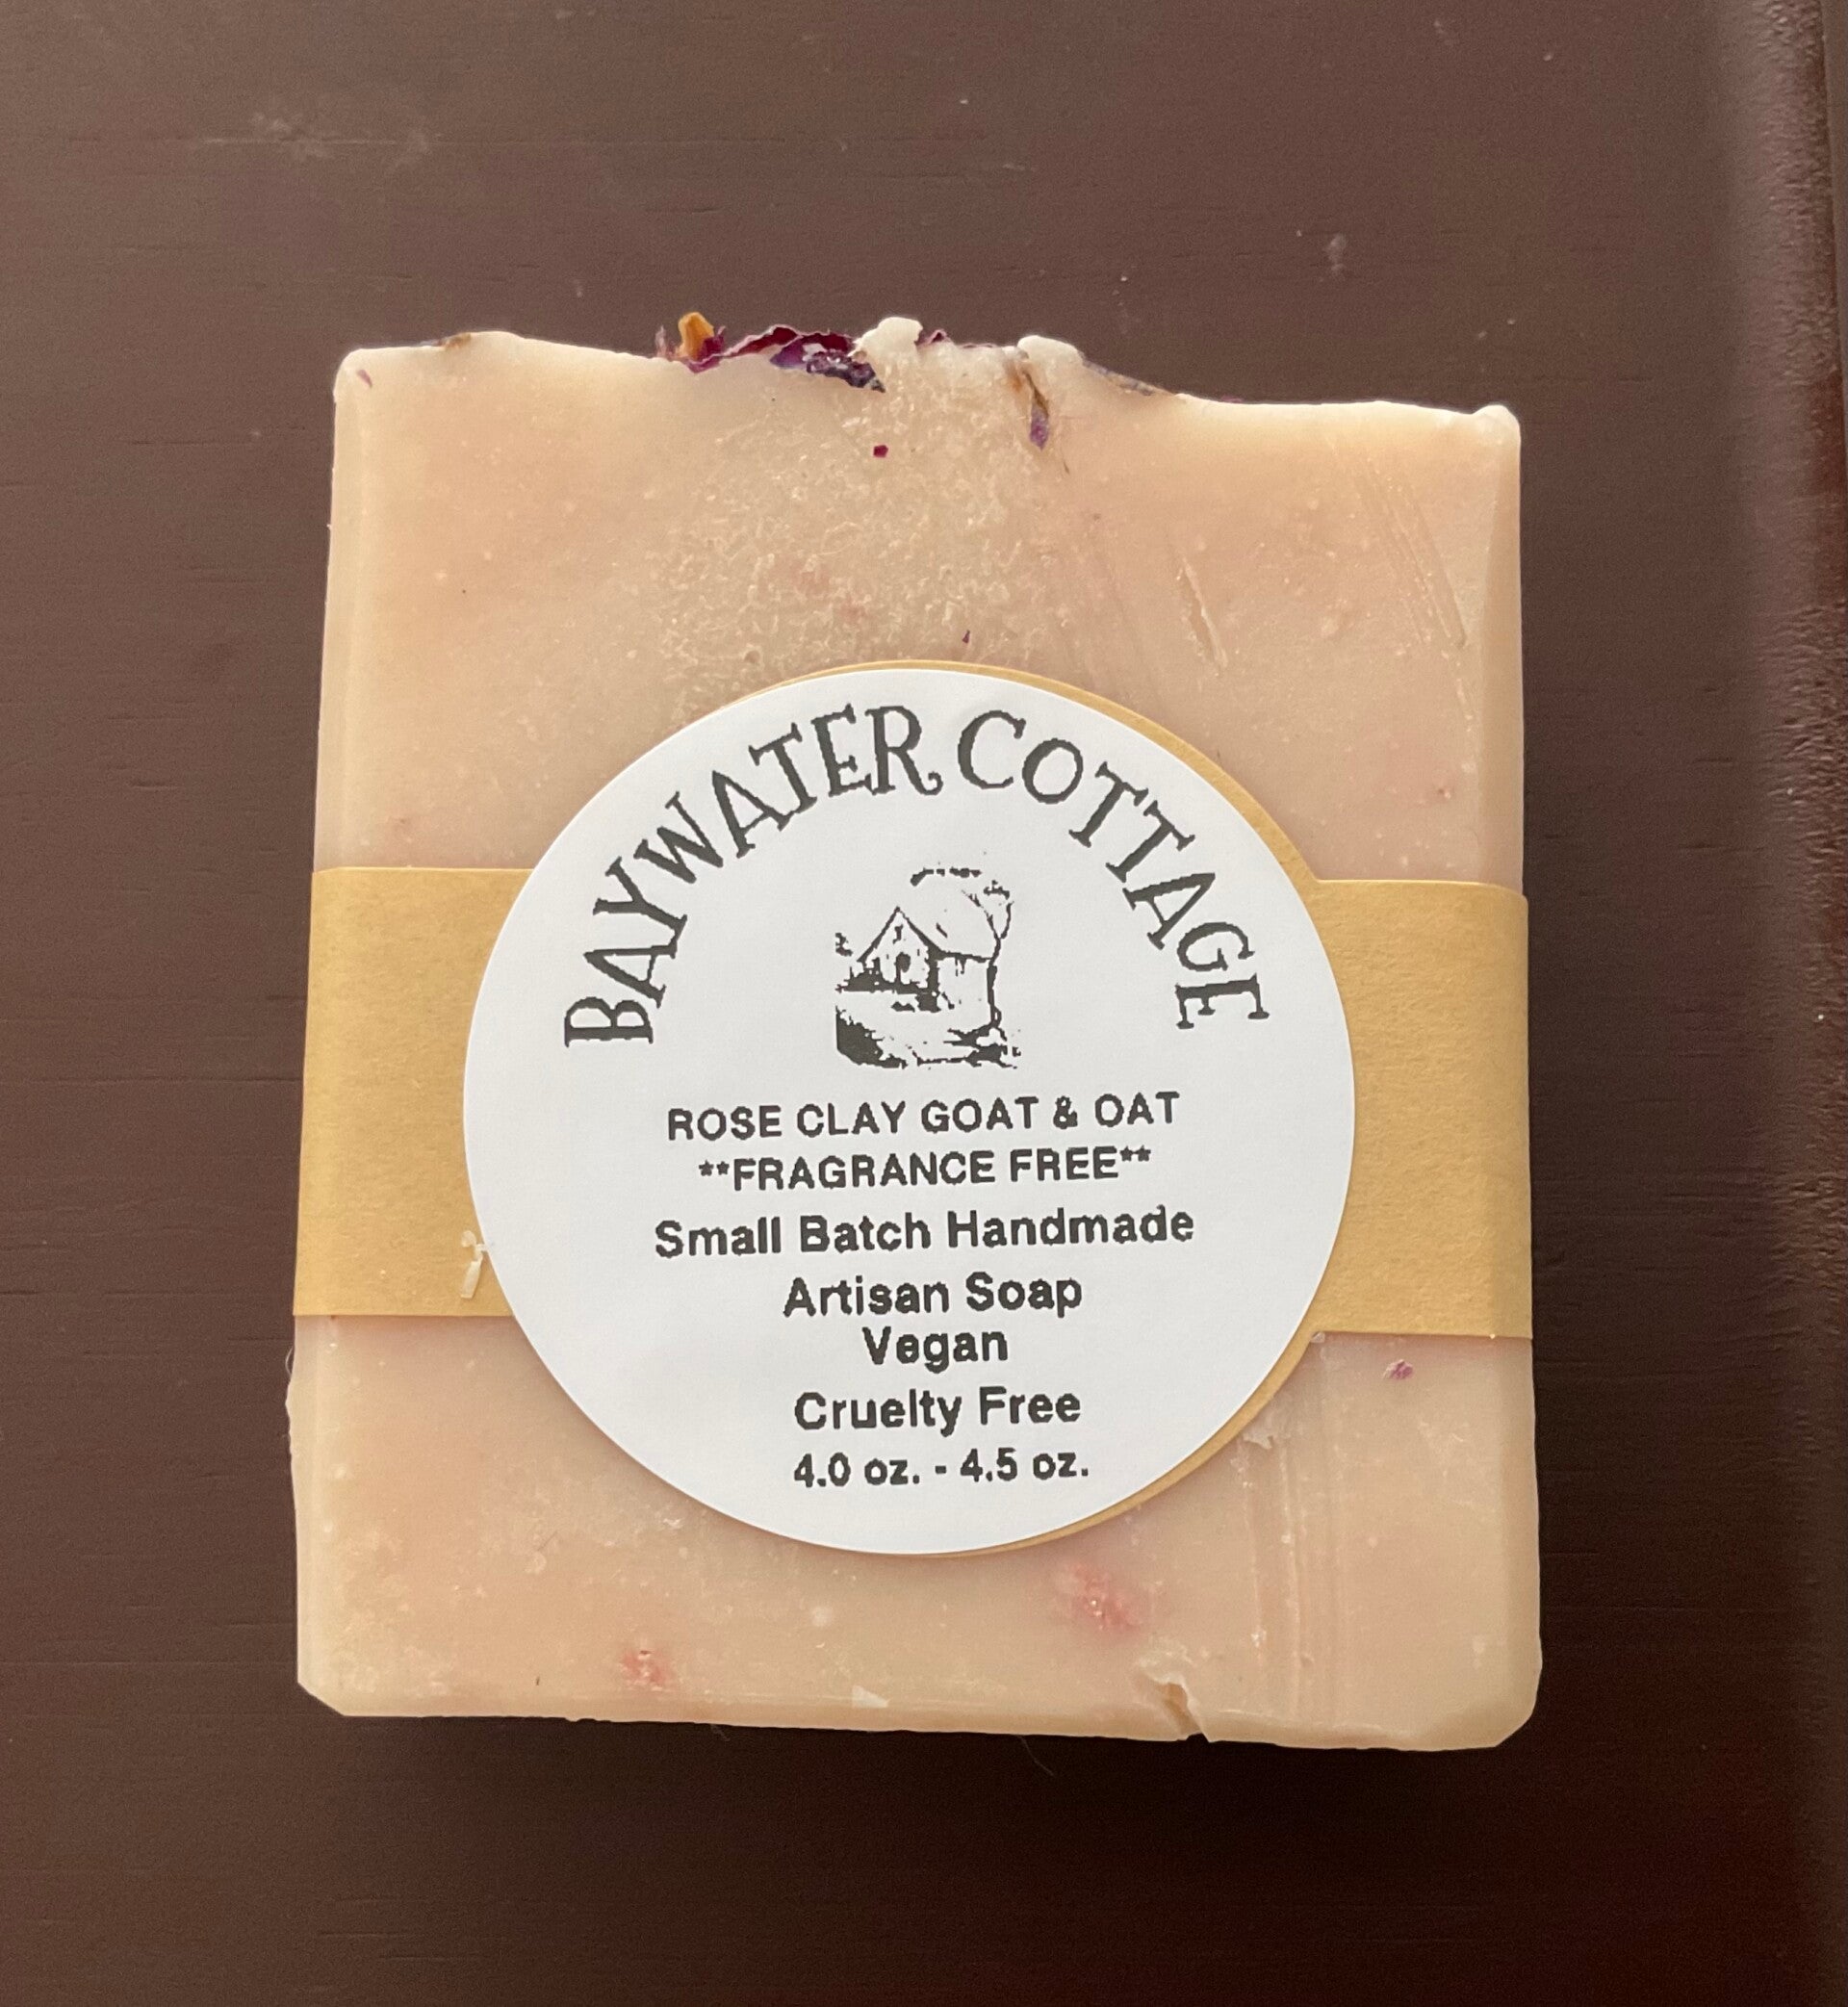 BAYWATER COTTAGE
ROSE CLAY GOAT & OAT
**FRAGRANCE FREE**
Small Batch Handmade
Artisan Soap
Vegan
Cruelty Free
4.0 oz. - 4.5 oz.